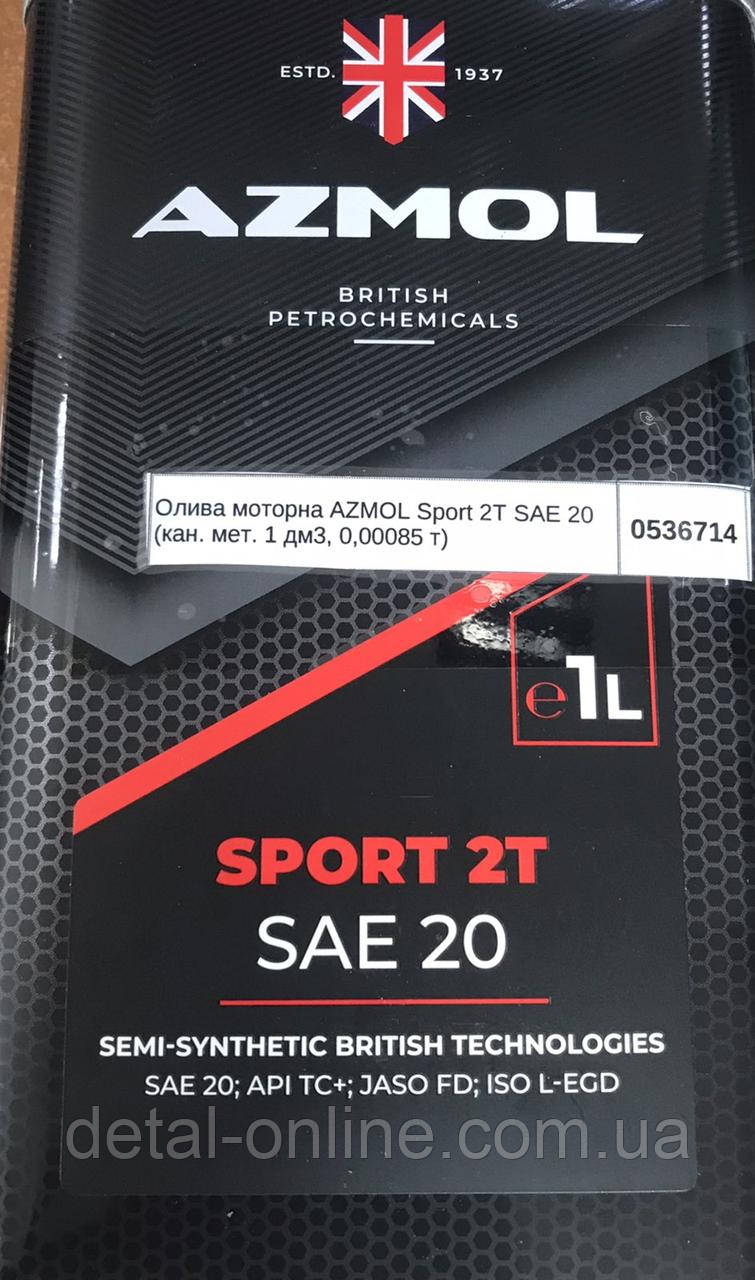 ESTD. 1937
AZMOL
BRITISH
PETROCHEMICALS
Олива моторна AZMOL Sport 2T SAE 20
(кан. мет. 1 дм3, 0,00085 т)
0536714
e1L
SPORT 2T
SAE 20
SEMI-SYNTHETIC BRITISH TECHNOLOGIES
SAE 20; API TC+; JASO FD; ISO L-EGD
detal-online.com.ua